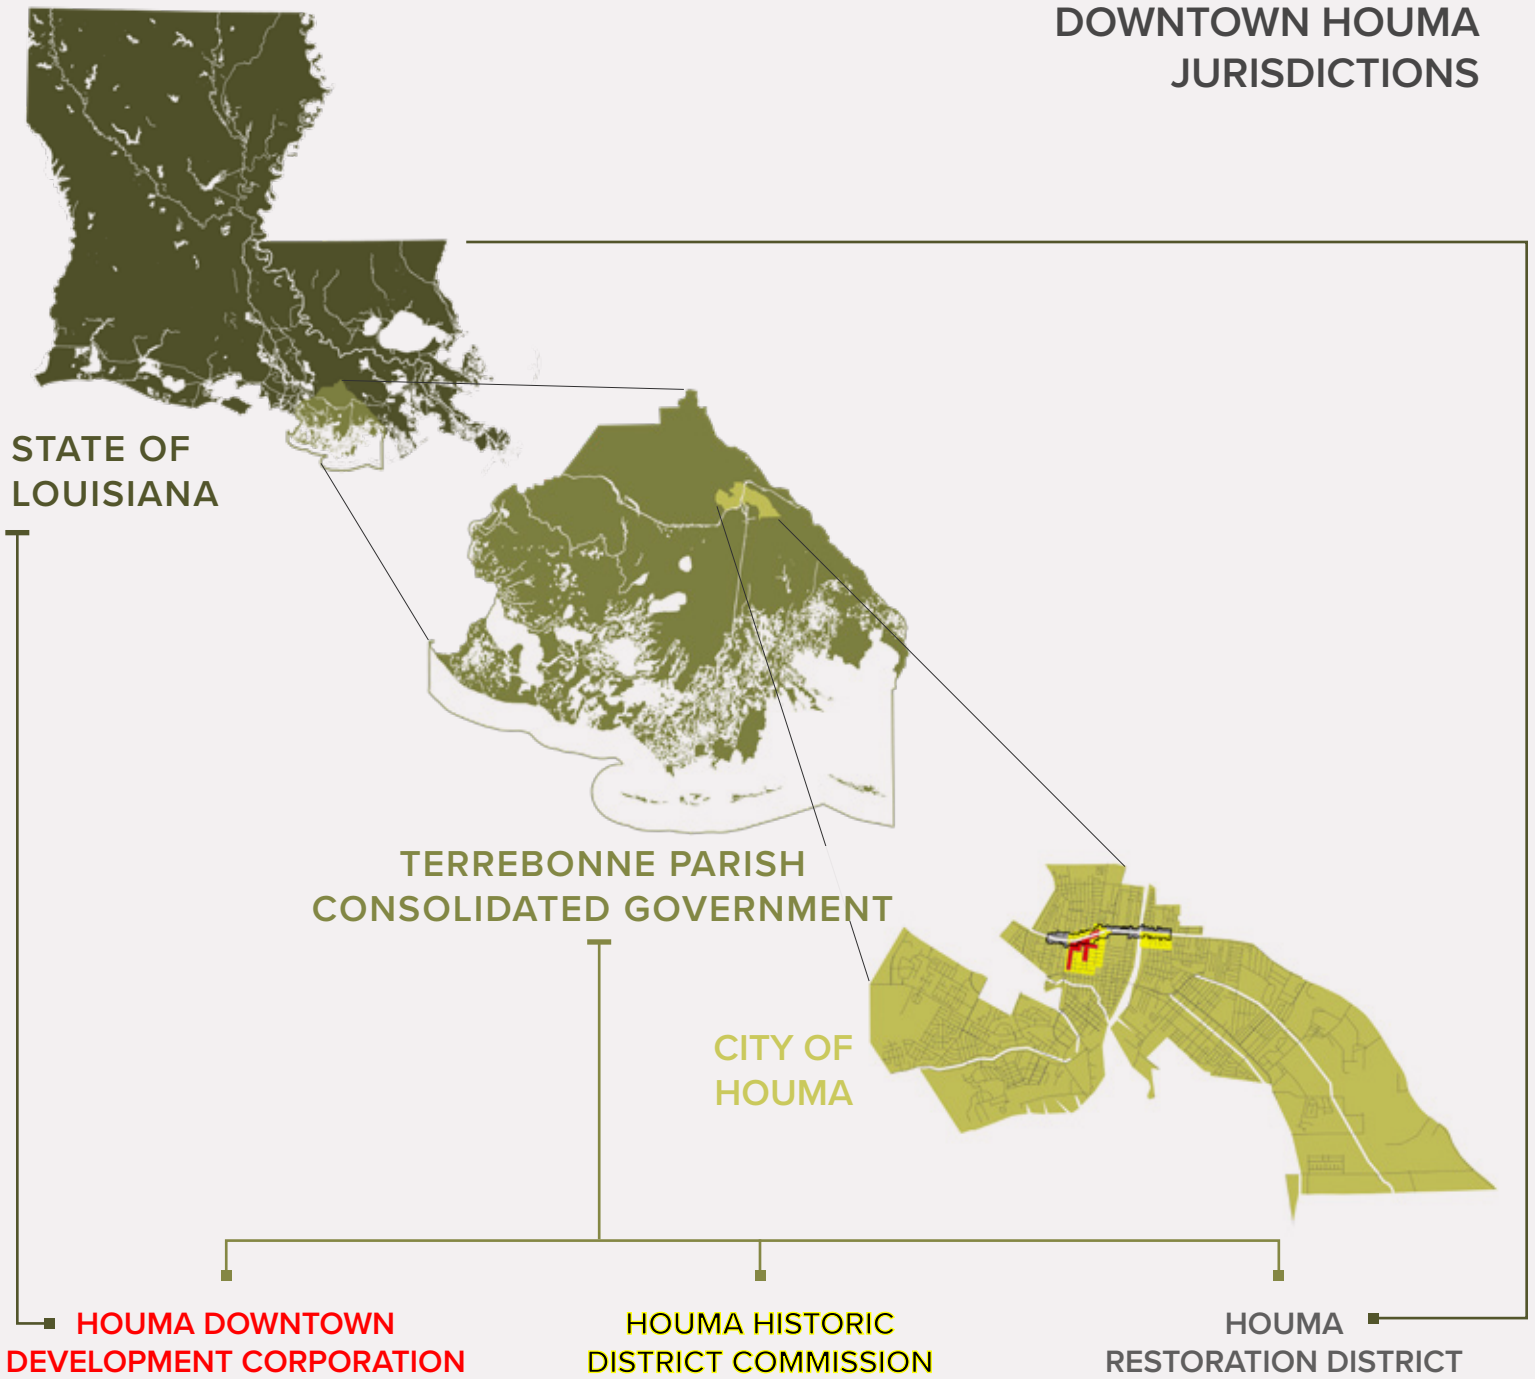 DOWNTOWN HOUMA
JURISDICTIONS
STATE OF
LOUISIANA
TERREBONNE PARISH
CONSOLIDATED GOVERNMENT
CITY OF
HOUMA
HOUMA DOWNTOWN
DEVELOPMENT CORPORATION
HOUMA HISTORIC
DISTRICT COMMISSION
HOUMA
RESTORATION DISTRICT